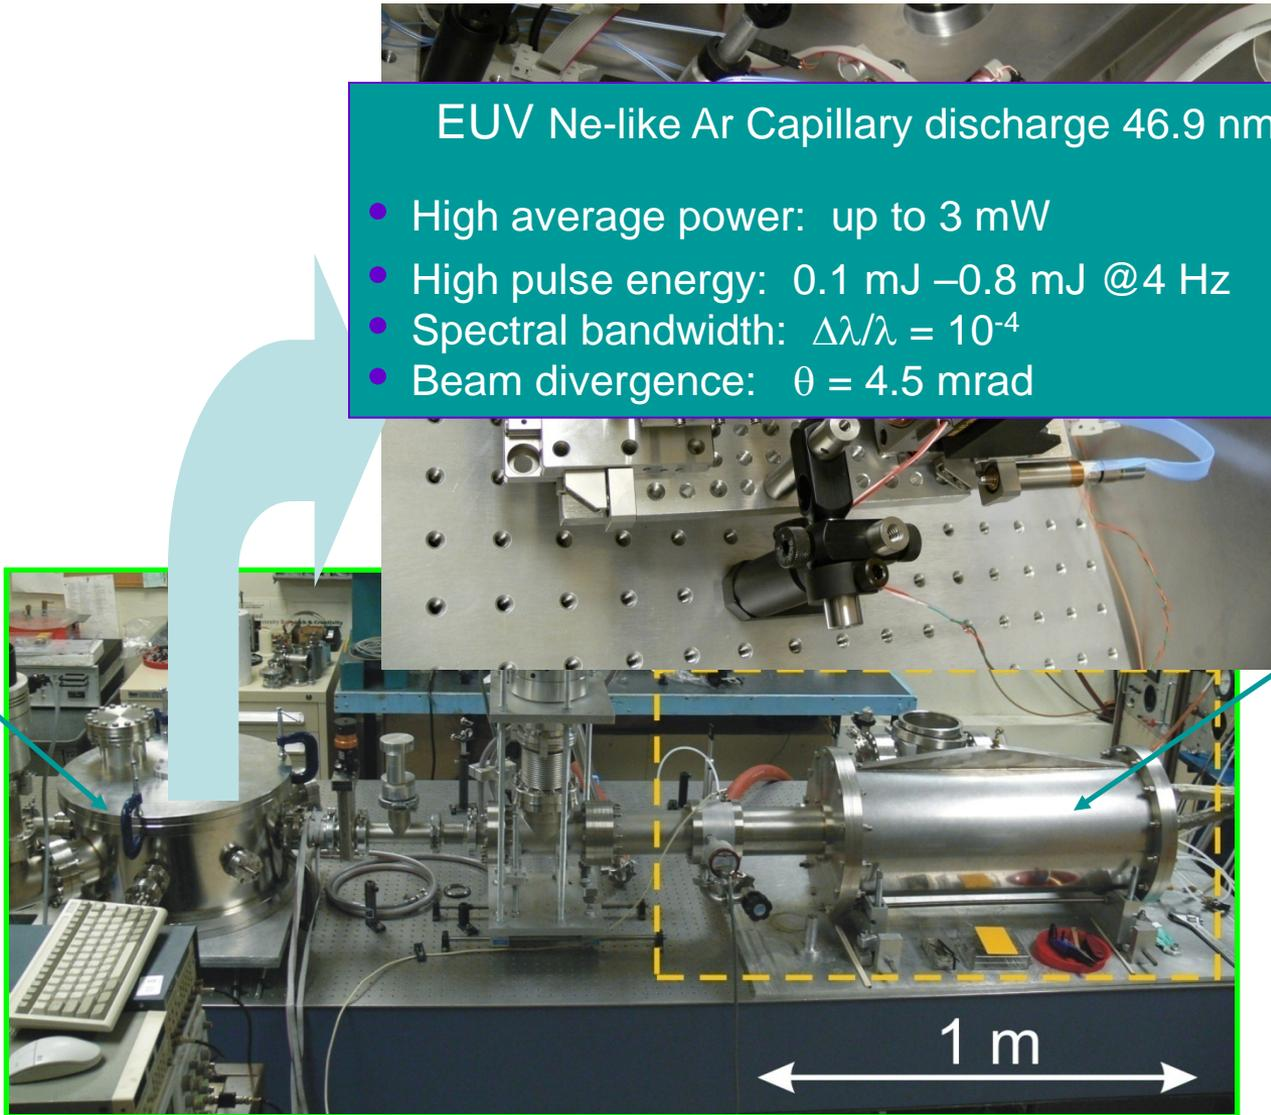 EUV Ne-like Ar Capillary discharge 46.9 nm
• High average power:  up to 3 mW
• High pulse energy:  0.1 mJ –0.8 mJ @4 Hz
• Spectral bandwidth:  Δλ/λ = 10⁻⁴
• Beam divergence:   θ = 4.5 mrad
1 m